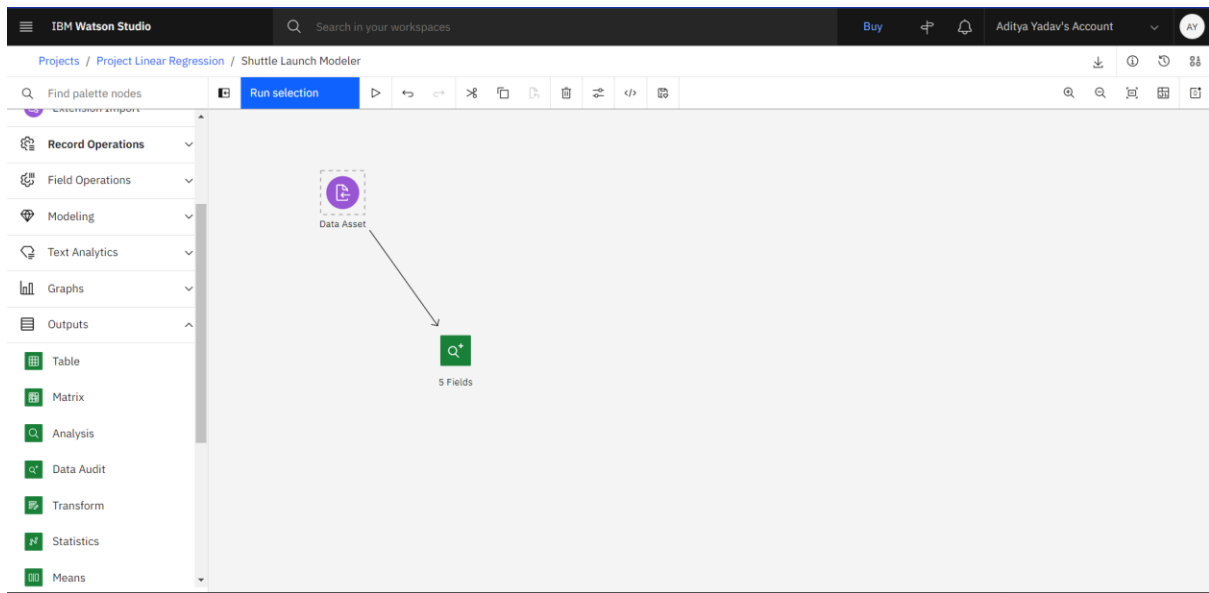 IBM Watson Studio
Search in your workspaces
Buy
Aditya Yadav's Account
AY
Projects / Project Linear Regression / Shuttle Launch Modeler
Find palette nodes
Run selection
Extension Import
Record Operations
Field Operations
Modeling
Text Analytics
Graphs
Outputs
Table
Matrix
Analysis
Data Audit
Transform
Statistics
Means
Data Asset
5 Fields